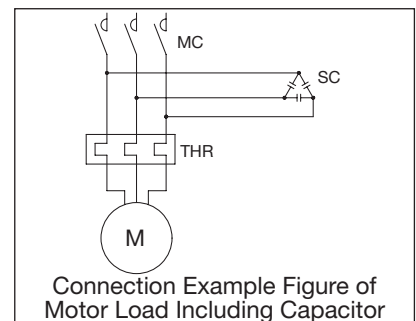 MC
SC
THR
M
Connection Example Figure of
Motor Load Including Capacitor